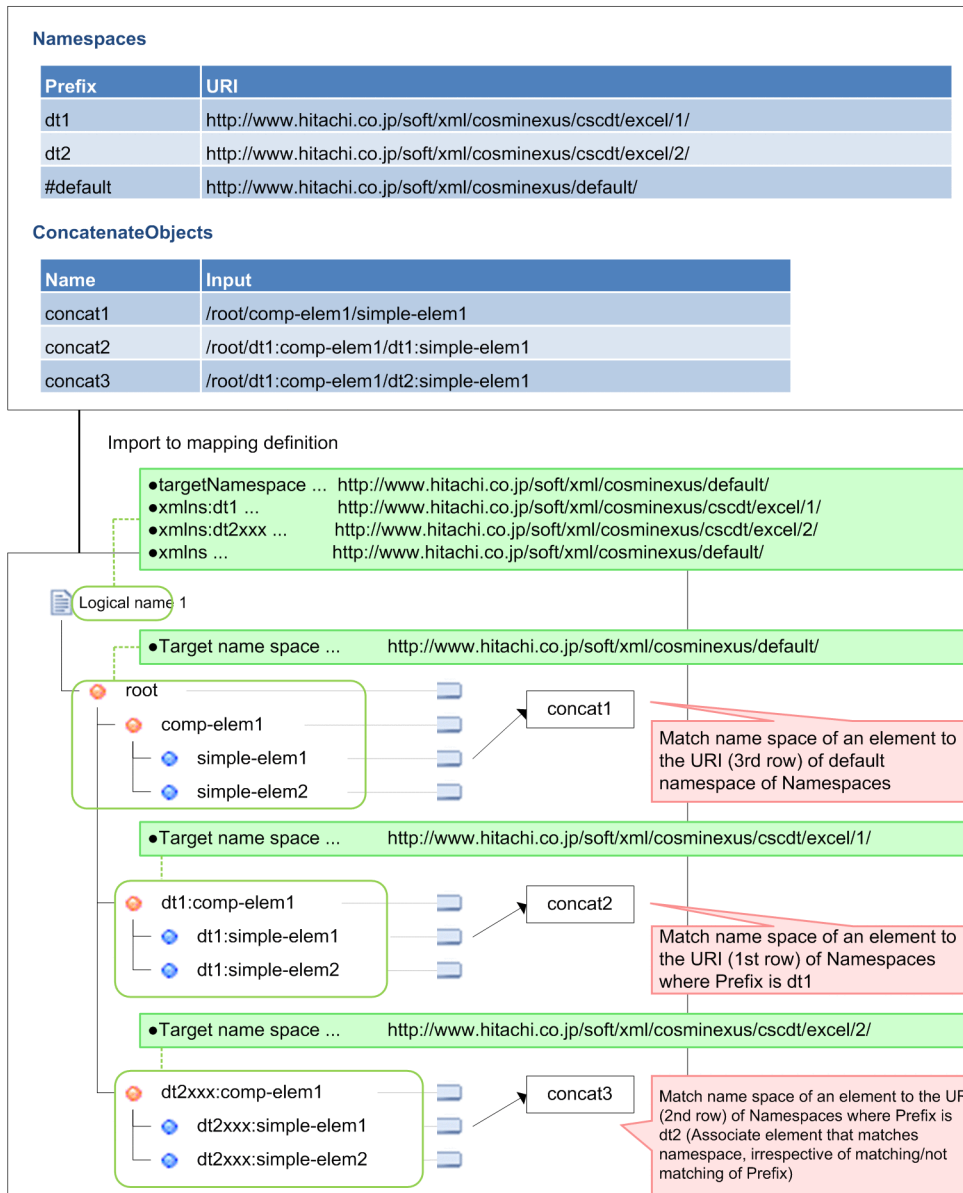 Namespaces
Prefix URI
dt1 http://www.hitachi.co.jp/soft/xml/cosminexus/cscdt/excel/1/
dt2 http://www.hitachi.co.jp/soft/xml/cosminexus/cscdt/excel/2/
#default http://www.hitachi.co.jp/soft/xml/cosminexus/default/
ConcatenateObjects
Name Input
concat1 /root/comp-elem1/simple-elem1
concat2 /root/dt1:comp-elem1/dt1:simple-elem1
concat3 /root/dt1:comp-elem1/dt2:simple-elem1
Import to mapping definition
●targetNamespace ... http://www.hitachi.co.jp/soft/xml/cosminexus/default/
●xmlns:dt1 ... http://www.hitachi.co.jp/soft/xml/cosminexus/cscdt/excel/1/
●xmlns:dt2xxx ... http://www.hitachi.co.jp/soft/xml/cosminexus/cscdt/excel/2/
●xmlns ... http://www.hitachi.co.jp/soft/xml/cosminexus/default/
Logical name 1
●Target name space ... http://www.hitachi.co.jp/soft/xml/cosminexus/default/
root
comp-elem1
simple-elem1
simple-elem2
concat1
Match name space of an element to
the URI (3rd row) of default
namespace of Namespaces
●Target name space ... http://www.hitachi.co.jp/soft/xml/cosminexus/cscdt/excel/1/
dt1:comp-elem1
dt1:simple-elem1
dt1:simple-elem2
concat2
Match name space of an element to
the URI (1st row) of Namespaces
where Prefix is dt1
●Target name space ... http://www.hitachi.co.jp/soft/xml/cosminexus/cscdt/excel/2/
dt2xxx:comp-elem1
dt2xxx:simple-elem1
dt2xxx:simple-elem2
concat3
Match name space of an element to the UR
(2nd row) of Namespaces where Prefix is
dt2 (Associate element that matches
namespace, irrespective of matching/not
matching of Prefix)